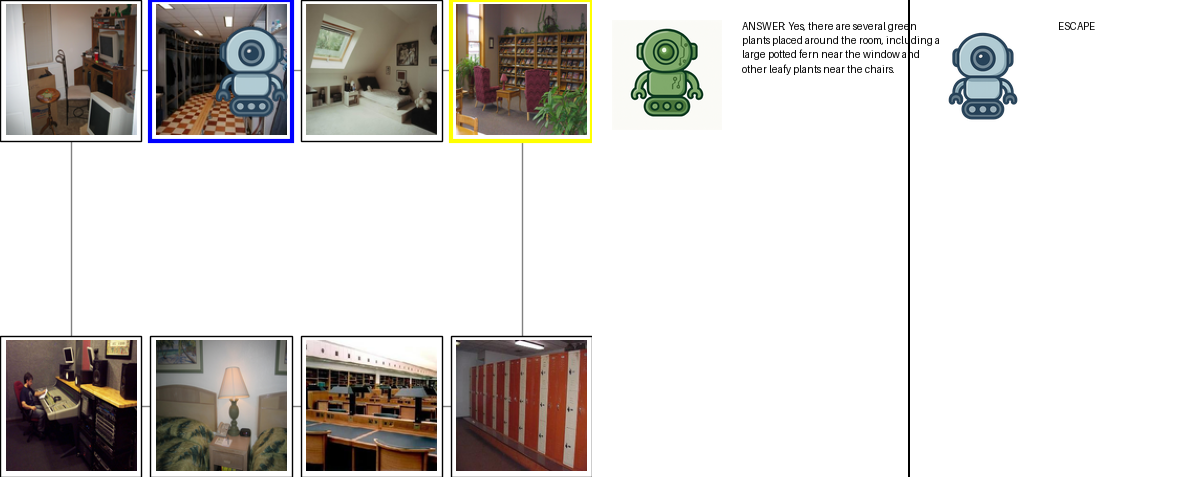 ANSWER: Yes, there are several green
plants placed around the room, including a
large potted fern near the window and
other leafy plants near the chairs.
ESCAPE